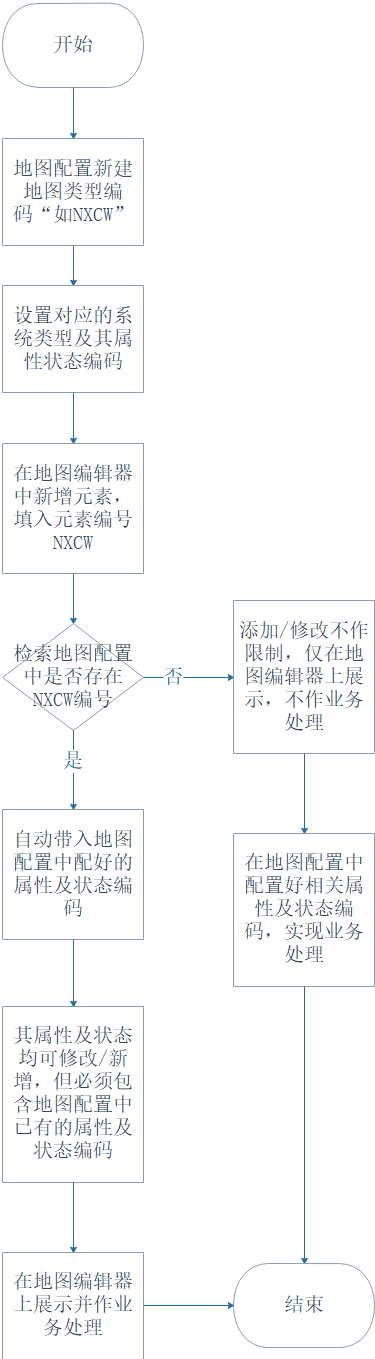 开始
地图配置新建
地图类型编
码“如NXCW”
设置对应的系
统类型及其属
性状态编码
在地图编辑器
中新增元素，
填入元素编号
NXCW
检索地图配置
中是否存在
NXCW编号
否
添加/修改不作
限制，仅在地
图编辑器上展
示，不作业务
处理
是
自动带入地图
配置中配好的
属性及状态编
码
在地图配置中
配置好相关属
性及状态编
码，实现业务
处理
其属性及状态
均可修改/新
增，但必须包
含地图配置中
已有的属性及
状态编码
在地图编辑器
上展示并作业
务处理
结束